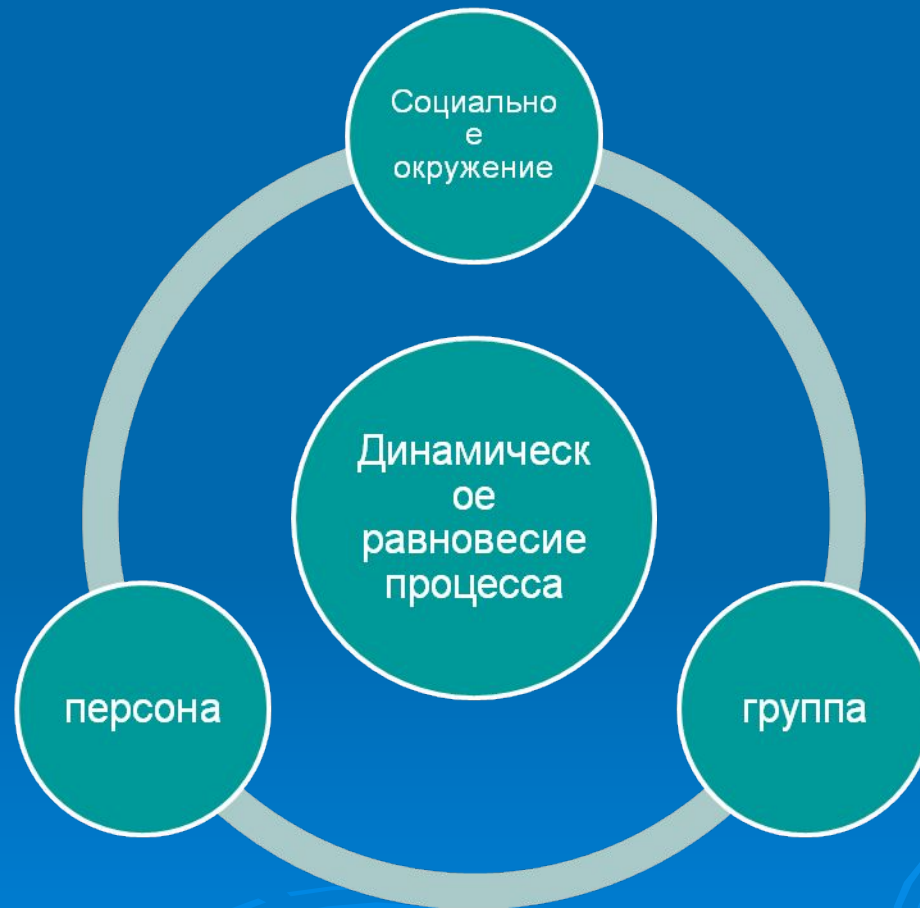 Социально
е
окружение
Динамическ
ое
равновесие
процесса
персона
группа